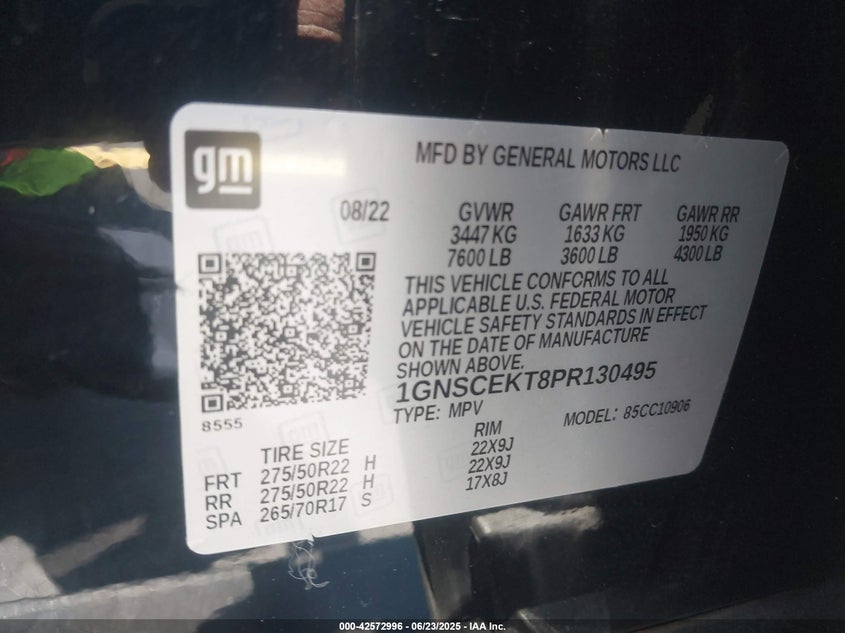 gm
MFD BY GENERAL MOTORS LLC
08/22
GVWR GAWR FRT GAWR RR
3447 KG 1633 KG 1950 KG
7600 LB 3600 LB 4300 LB
THIS VEHICLE CONFORMS TO ALL
APPLICABLE U.S. FEDERAL MOTOR
VEHICLE SAFETY STANDARDS IN EFFECT
ON THE DATE OF MANUFACTURE
SHOWN ABOVE.
1GNSCEKT8PR130495
TYPE: MPV MODEL: 85CC10906
8555
TIRE SIZE RIM
FRT 275/50R22 H 22X9J
RR 275/50R22 H 22X9J
SPA 265/70R17 S 17X8J
000-42572996 - 06/23/2025 - IAA Inc.